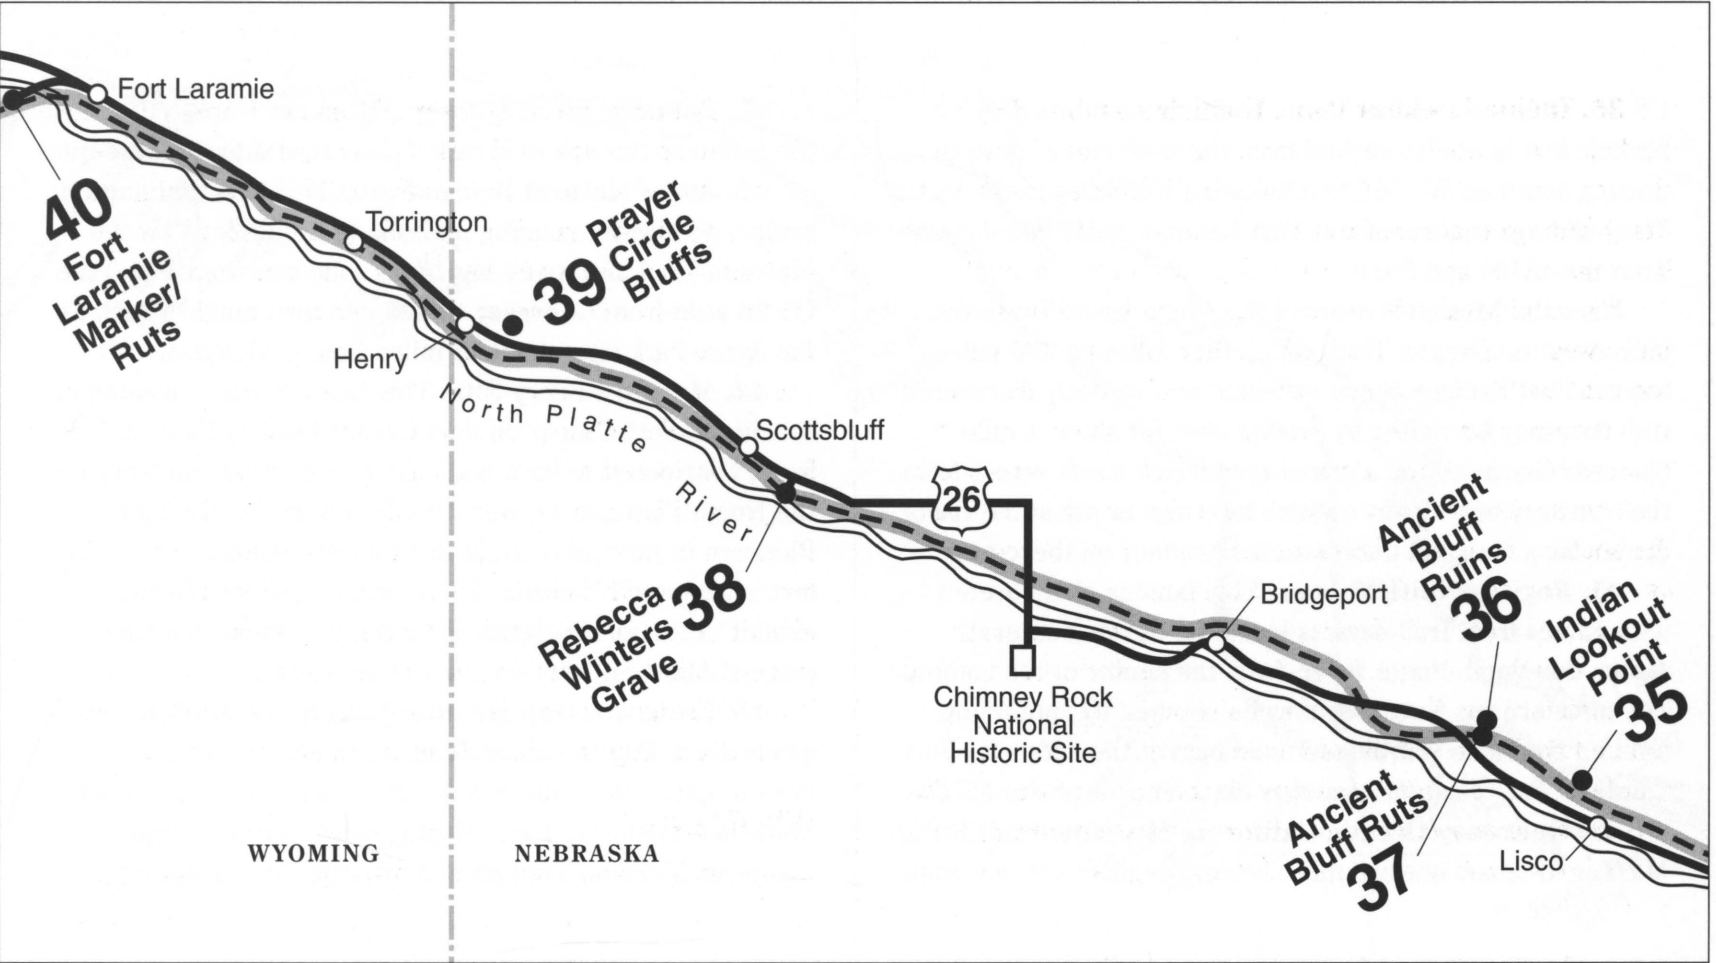 Fort Laramie
40
Fort
Laramie
Marker/
Ruts
Torrington
39
Prayer
Circle
Bluffs
Henry
North Platte
River
Scottsbluff
26
Rebecca
Winters
Grave
38
Bridgeport
Chimney Rock
National
Historic Site
Ancient
Bluff
Ruins
36
Indian
Lookout
Point
35
Ancient
Bluff Ruts
37
Lisco
WYOMING
NEBRASKA